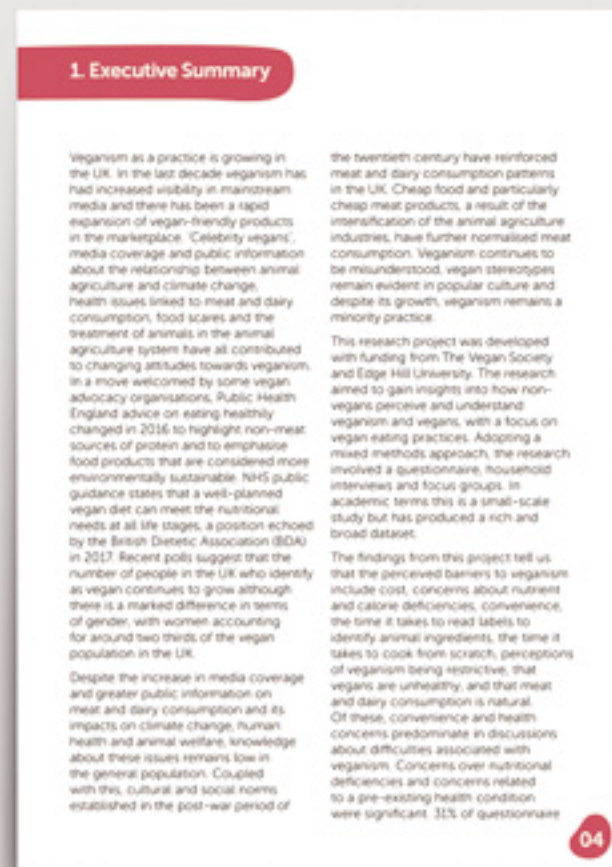 1. Executive Summary
Veganism as a practice is growing in
the UK. In the last decade veganism has
had increased visibility in mainstream
media and there has been a rapid
expansion of vegan-friendly products
in the marketplace. 'Celebrity vegans',
media coverage and public information
about the relationship between animal
agriculture and climate change,
health issues linked to meat and dairy
consumption, food scares and the
treatment of animals in the animal
agriculture system have all contributed
to changing attitudes towards veganism.
In a move welcomed by some vegan
advocacy organisations, Public Health
England advice on eating healthily
changed in 2016 to highlight non-meat
sources of protein and to emphasise
food products that are considered more
environmentally sustainable. NHS public
guidance states that a well-planned
vegan diet can meet the nutritional
needs at all life stages, a position echoed
by the British Dietetic Association (BDA)
in 2017. Recent polls suggest that the
number of people in the UK who identify
as vegan continues to grow although
there is a marked difference in terms
of gender, with women accounting
for around two thirds of the vegan
population in the UK.
Despite the increase in media coverage
and greater public information on
meat and dairy consumption and its
impacts on climate change, human
health and animal welfare, knowledge
about these issues remains low in
the general population. Coupled
with this, cultural and social norms
established in the post-war period of
the twentieth century have reinforced
meat and dairy consumption patterns
in the UK. Cheap food and particularly
cheap meat products, a result of the
intensification of the animal agriculture
industries, have further normalised meat
consumption. Veganism continues to
be misunderstood, vegan stereotypes
remain evident in popular culture and
despite its growth, veganism remains a
minority practice.
This research project was developed
with funding from The Vegan Society
and Edge Hill University. The research
aimed to gain insights into how non-
vegans perceive and understand
veganism and vegans, with a focus on
vegan eating practices. Adopting a
mixed methods approach, the research
involved a questionnaire, household
interviews and focus groups. In
academic terms this is a small-scale
study but has produced a rich and
broad dataset.
The findings from this project tell us
that the perceived barriers to veganism
include cost, concerns about nutrient
and calorie deficiencies, convenience,
the time it takes to read labels to
identify animal ingredients, the time it
takes to cook from scratch, perceptions
of veganism being restrictive, that
vegans are unhealthy, and that meat
and dairy consumption is natural.
Of these, convenience and health
concerns predominate in discussions
about difficulties associated with
veganism. Concerns over nutritional
deficiencies and concerns related
to a pre-existing health condition
were significant. 31% of questionnaire
04